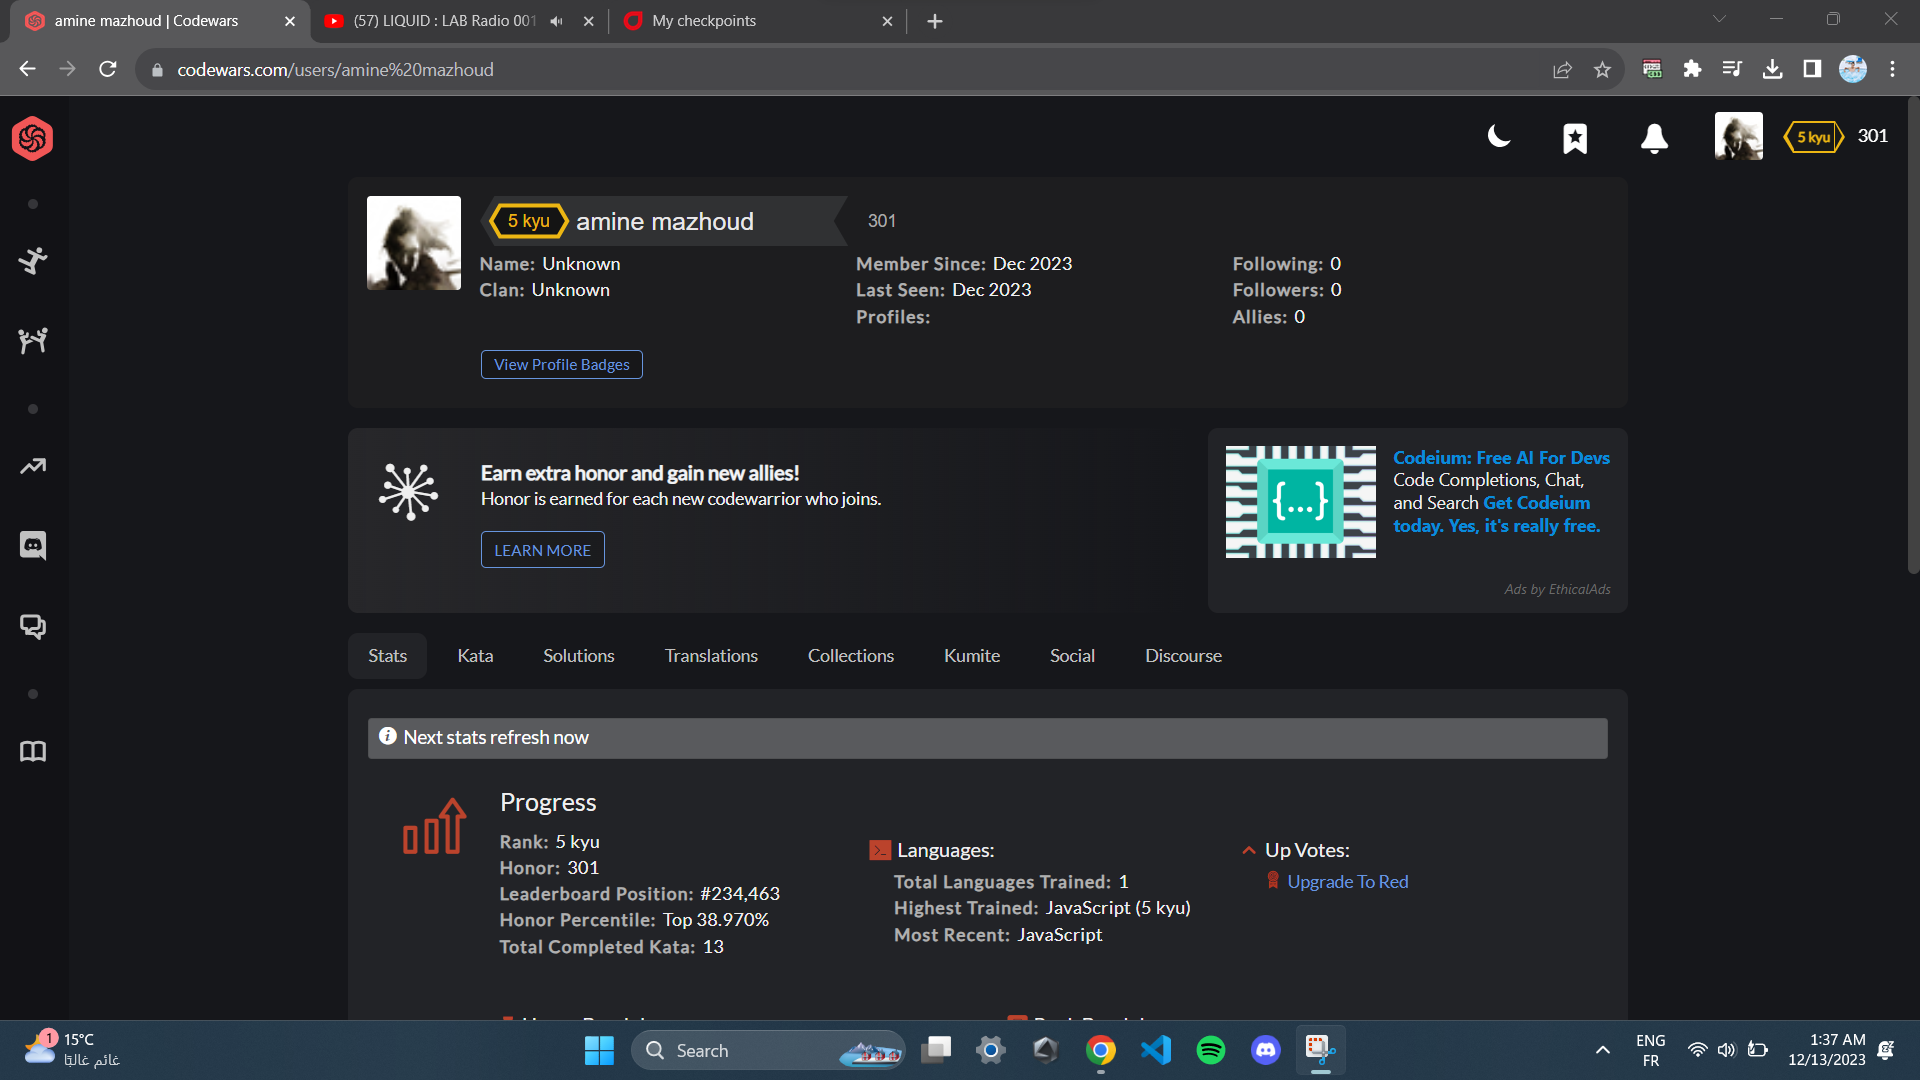 amine mazhoud | Codewars
(57) LIQUID : LAB Radio 001
My checkpoints
codewars.com/users/amine%20mazhoud
5 kyu
301
5 kyu
amine mazhoud
301
Name: Unknown
Member Since: Dec 2023
Following: 0
Clan: Unknown
Last Seen: Dec 2023
Followers: 0
Profiles:
Allies: 0
View Profile Badges
Earn extra honor and gain new allies!
Honor is earned for each new codewarrior who joins.
LEARN MORE
{...}
Codeium: Free AI For Devs
Code Completions, Chat,
and Search Get Codeium
today. Yes, it's really free.
Ads by EthicalAds
Stats
Kata
Solutions
Translations
Collections
Kumite
Social
Discourse
Next stats refresh now
Progress
Rank: 5 kyu
Honor: 301
Leaderboard Position: #234,463
Honor Percentile: Top 38.970%
Total Completed Kata: 13
Languages:
Total Languages Trained: 1
Highest Trained: JavaScript (5 kyu)
Most Recent: JavaScript
Up Votes:
Upgrade To Red
1
15°C
غائم غالبًا
Search
ENG
FR
1:37 AM
12/13/2023